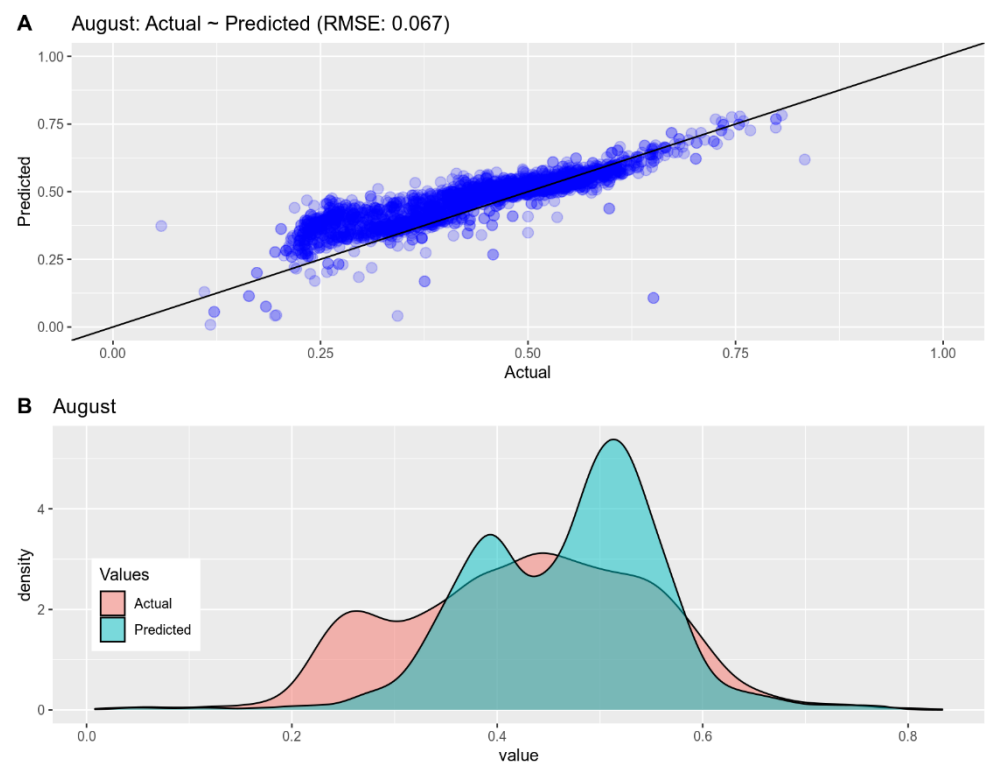 A August: Actual ~ Predicted (RMSE: 0.067)
1.00
0.75
0.50
0.25
0.00
Predicted
0.00 0.25 0.50 0.75 1.00
Actual
B August
4
2
0
density
Values
Actual
Predicted
0.0 0.2 0.4 0.6 0.8
value